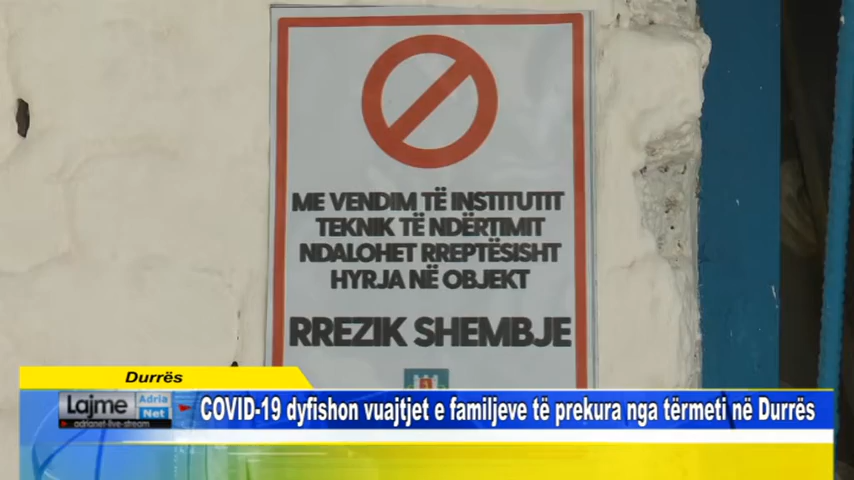 ME VENDIM TË INSTITUTIT
TEKNIK TË NDËRTIMIT
NDALOHET RREPTËSISHT
HYRJA NË OBJEKT
RREZIK SHEMBJE
Durrës
Lajme
Adria
Net
adrianet-live-stream
COVID-19 dyfishon vuajtjet e familjeve të prekura nga tërmeti në Durrës